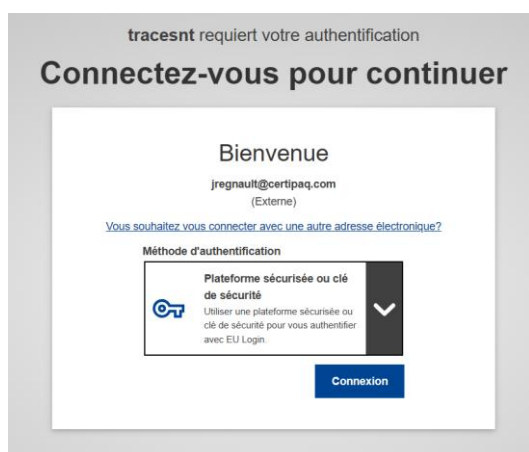 tracesnt requiert votre authentification
Connectez-vous pour continuer
Bienvenue
jregnault@certipaq.com
(Externe)
Vous souhaitez vous connecter avec une autre adresse électronique?
Méthode d'authentification
Plateforme sécurisée ou clé
de sécurité
Utiliser une plateforme sécurisée ou
clé de sécurité pour vous authentifier
avec EU Login.
Connexion